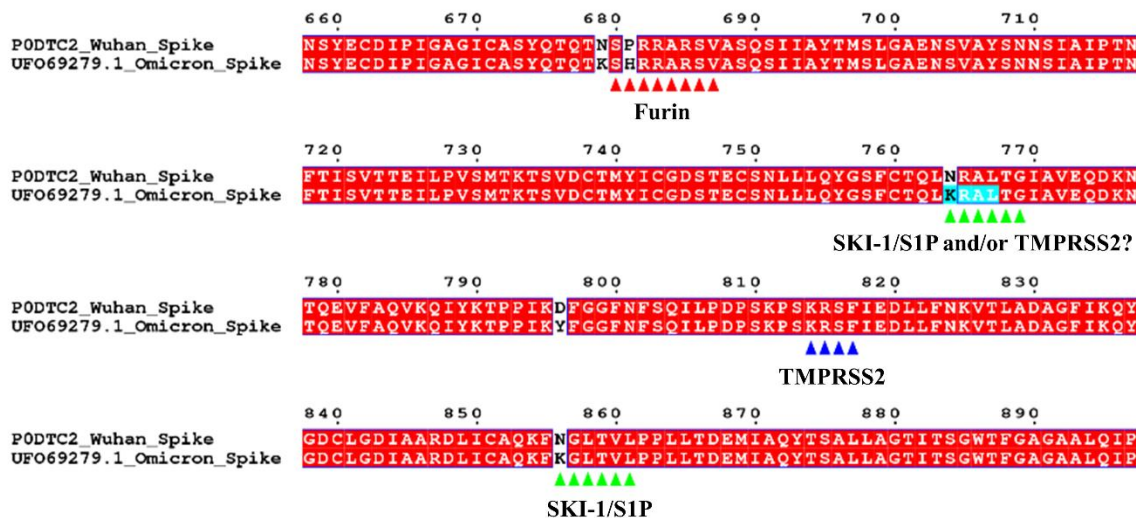 660 670 680 690 700 710
P0DTC2_Wuhan_Spike NSYECDIPIGAGICASYQTQTNSPRRARSVASQSIIAYTMSLGAENSVAYSNNSIAIPTN
UFO69279.1_Omicron_Spike NSYECDIPIGAGICASYQTQTKSHRRARSVASQSIIAYTMSLGAENSVAYSNNSIAIPTN
Furin
720 730 740 750 760 770
P0DTC2_Wuhan_Spike FTISVTTEILPVSMTKTSVDCTMYICGDSTECSNLLLQYGSFCTQLNRALTGIAVEQDKN
UFO69279.1_Omicron_Spike FTISVTTEILPVSMTKTSVDCTMYICGDSTECSNLLLQYGSFCTQLKRALTGIAVEQDKN
SKI-1/S1P and/or TMPRSS2?
780 790 800 810 820 830
P0DTC2_Wuhan_Spike TQEVFAQVKQIYKTPPIKDFGGFNFSQILPDPSKPSKRSFIEDLLFNKVTLADAGFIKQY
UFO69279.1_Omicron_Spike TQEVFAQVKQIYKTPPIKYFGGFNFSQILPDPSKPSKRSFIEDLLFNKVTLADAGFIKQY
TMPRSS2
840 850 860 870 880 890
P0DTC2_Wuhan_Spike GDCLGDIAARDLICAQKFNGLTVLPPLLTDEMIAQYTSALLAGTITSGWTFGAGAALQIP
UFO69279.1_Omicron_Spike GDCLGDIAARDLICAQKFKGLTVLPPLLTDEMIAQYTSALLAGTITSGWTFGAGAALQIP
SKI-1/S1P